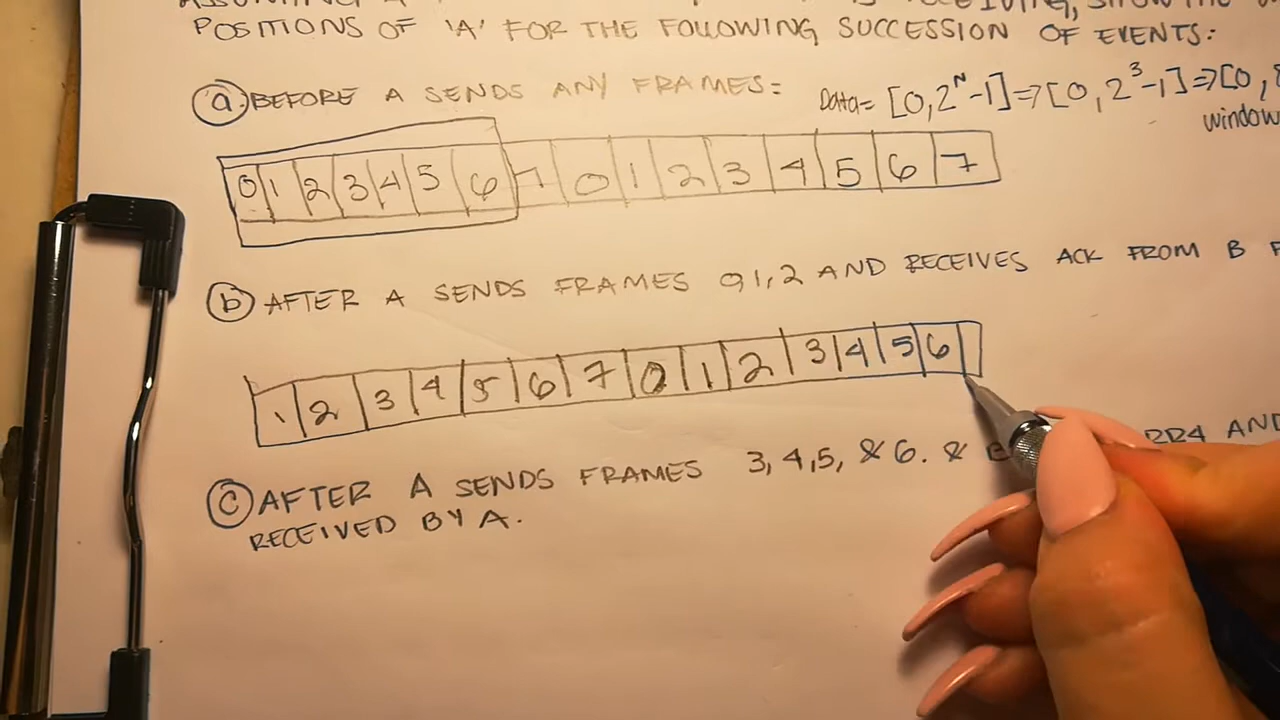 POSITIONS OF 'A' FOR THE FOLLOWING SUCCESSION OF EVENTS:
ⓐ BEFORE A SENDS ANY FRAMES: Data = [0, 2^N-1] => [0, 2^3-1] => [0,
window
0 1 2 3 4 5 6 7 0 1 2 3 4 5 6 7
ⓑ AFTER A SENDS FRAMES 0,1,2 AND RECEIVES ACK FROM B
1 2 3 4 5 6 7 0 1 2 3 4 5 6
ⓒ AFTER A SENDS FRAMES 3,4,5, & 6. & RR4 AND
RECEIVED BY A.